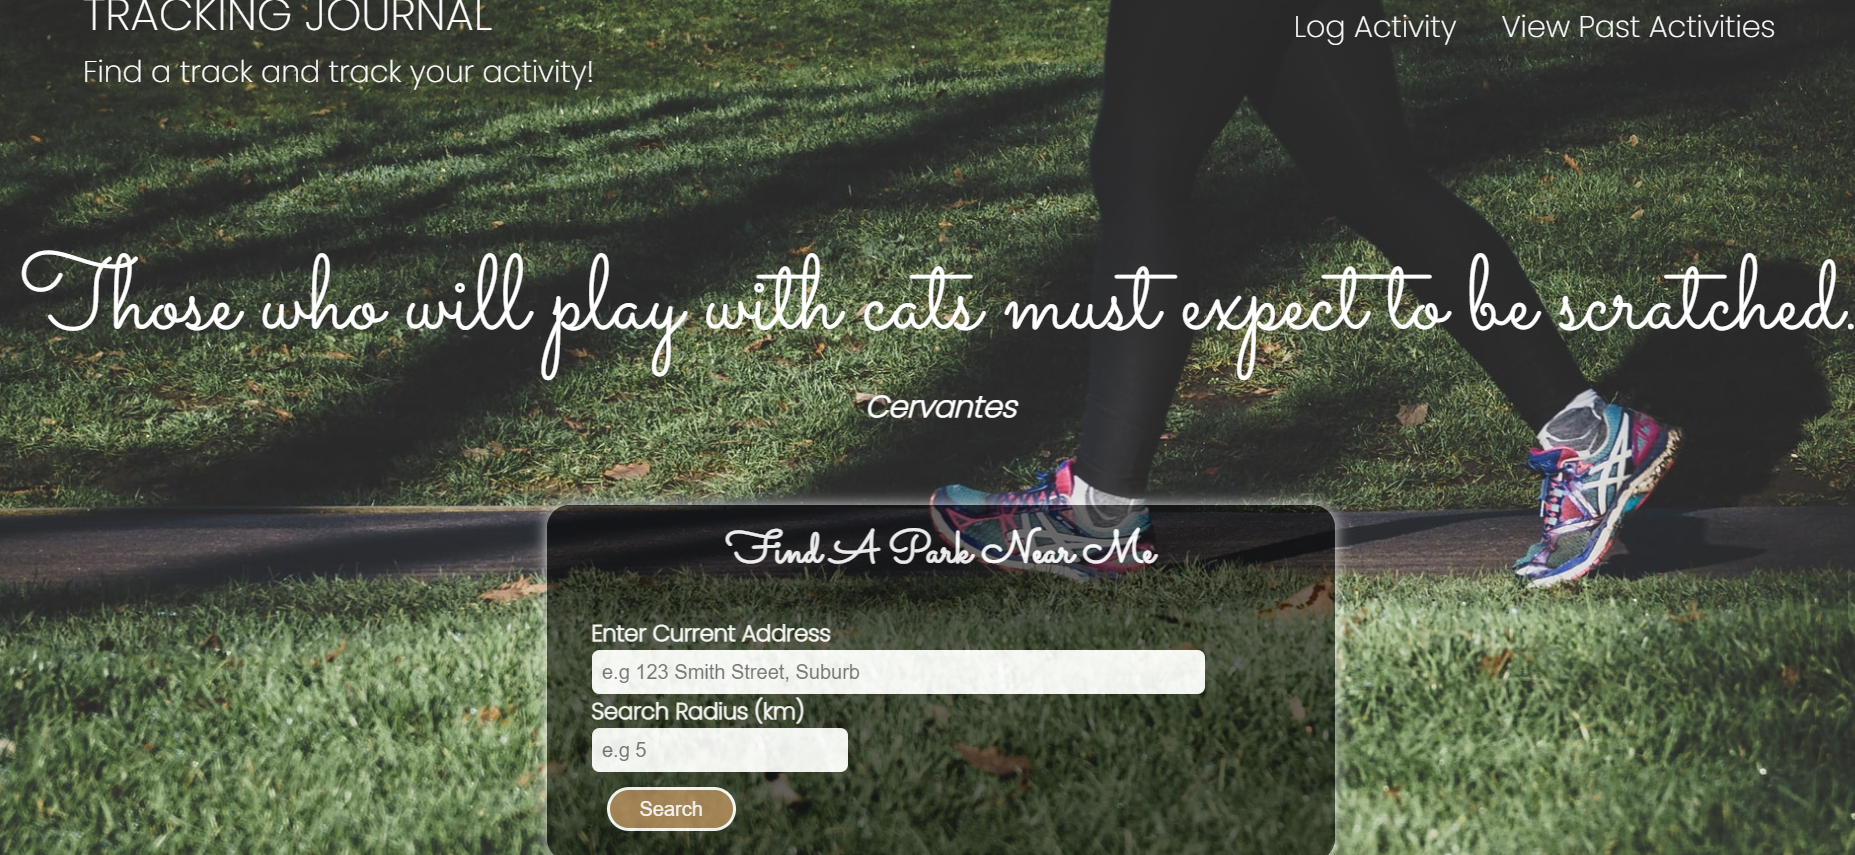 TRACKING JOURNAL
Log Activity
View Past Activities
Find a track and track your activity!
Those who will play with cats must expect to be scratched.
Cervantes
Find A Park Near Me
Enter Current Address
e.g 123 Smith Street, Suburb
Search Radius (km)
e.g 5
Search